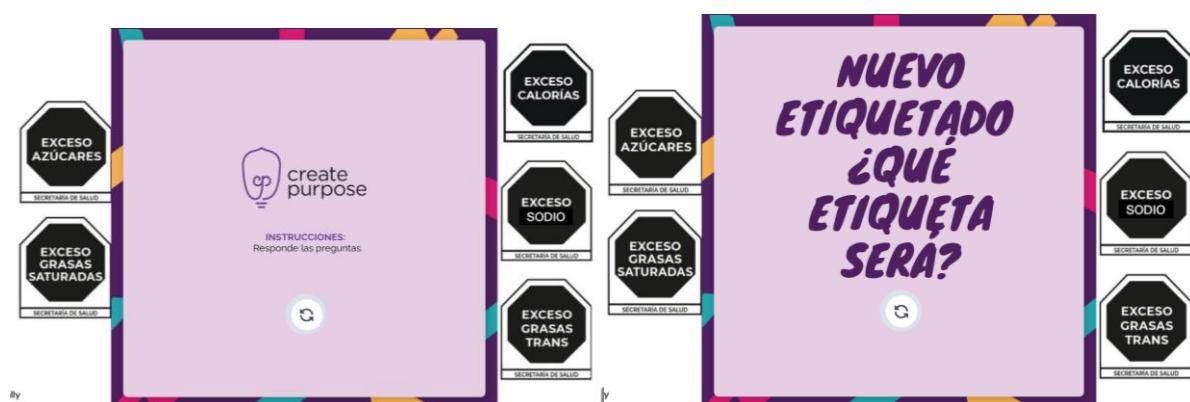 EXCESO
AZÚCARES
SECRETARÍA DE SALUD
EXCESO
GRASAS
SATURADAS
SECRETARÍA DE SALUD
create
purpose
INSTRUCCIONES:
Responde las preguntas.
EXCESO
CALORÍAS
SECRETARÍA DE SALUD
EXCESO
SODIO
SECRETARÍA DE SALUD
EXCESO
GRASAS
TRANS
SECRETARÍA DE SALUD
EXCESO
AZÚCARES
SECRETARÍA DE SALUD
EXCESO
GRASAS
SATURADAS
SECRETARÍA DE SALUD
NUEVO
ETIQUETADO
¿QUÉ
ETIQUETA
SERÁ?
EXCESO
CALORÍAS
SECRETARÍA DE SALUD
EXCESO
SODIO
SECRETARÍA DE SALUD
EXCESO
GRASAS
TRANS
SECRETARÍA DE SALUD